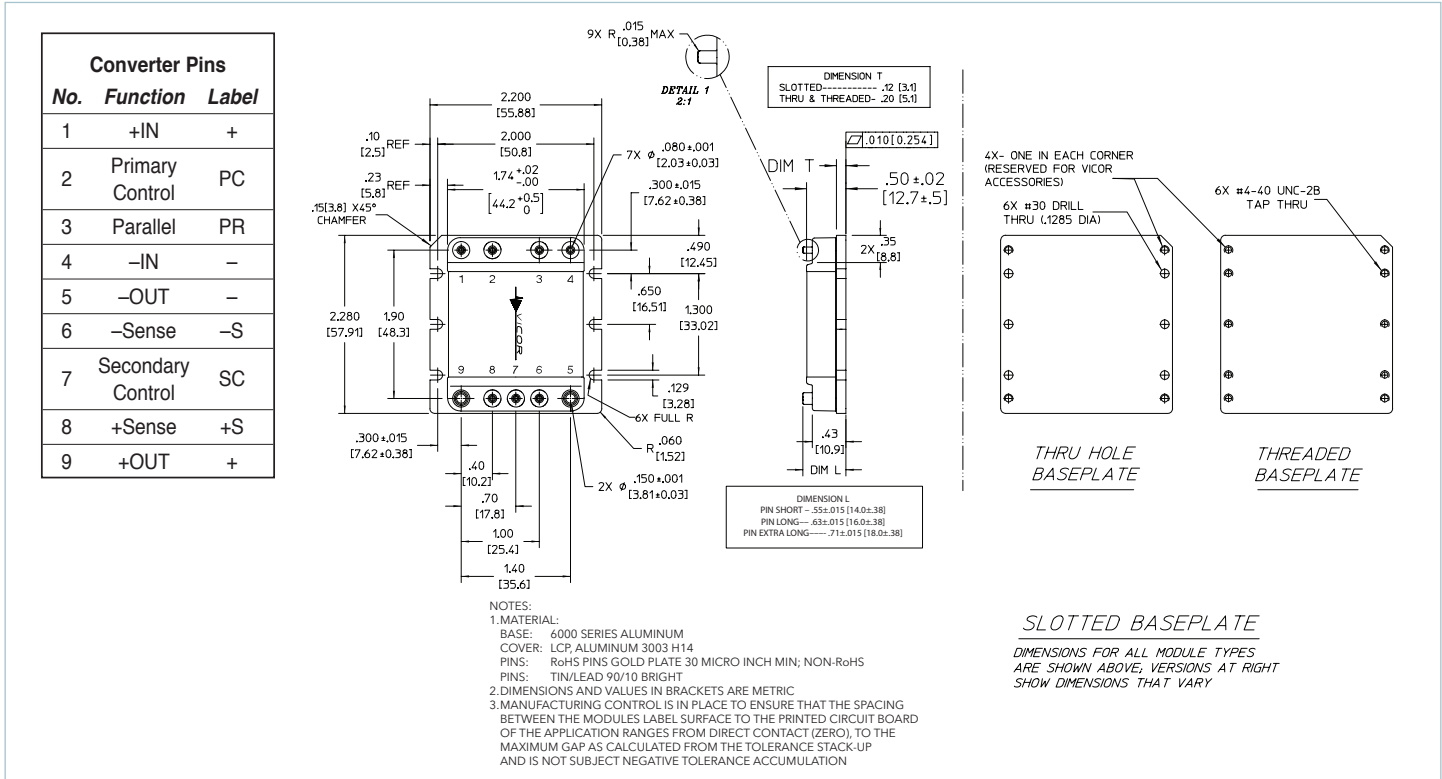 Converter Pins
No. Function Label
1 +IN +
2 Primary Control PC
3 Parallel PR
4 –IN –
5 –OUT –
6 –Sense –S
7 Secondary Control SC
8 +Sense +S
9 +OUT +
9X R .015 [0.38] MAX
DETAIL 1
2:1
DIMENSION T
SLOTTED----------- .12 [3.1]
THRU & THREADED- .20 [5.1]
2.200
[55.88]
.10
[2.5] REF
2.000
[50.8]
.23
[5.8] REF
1.74 +.02 -.00
[44.2 +0.5 0]
.15[3.8] X45°
CHAMFER
7X ø .080±.001
[2.03±0.03]
.300±.015
[7.62±0.38]
DIM T
.010[0.254]
.50±.02
[12.7±.5]
2X .35
[8.8]
.490
[12.45]
.650
[16.51]
1.300
[33.02]
2.280
[57.91]
1.90
[48.3]
1 2 3 4
VICOR
9 8 7 6 5
.129
[3.28]
6X FULL R
R .060
[1.52]
.300±.015
[7.62±0.38]
.40
[10.2]
.70
[17.8]
2X ø .150±.001
[3.81±0.03]
1.00
[25.4]
1.40
[35.6]
.43
[10.9]
DIM L
DIMENSION L
PIN SHORT - .55±.015 [14.0±.38]
PIN LONG--- .63±.015 [16.0±.38]
PIN EXTRA LONG---- .71±.015 [18.0±.38]
4X- ONE IN EACH CORNER
(RESERVED FOR VICOR
ACCESSORIES)
6X #30 DRILL
THRU (.1285 DIA)
6X #4-40 UNC-2B
TAP THRU
THRU HOLE
BASEPLATE
THREADED
BASEPLATE
NOTES:
1.MATERIAL:
BASE: 6000 SERIES ALUMINUM
COVER: LCP, ALUMINUM 3003 H14
PINS: RoHS PINS GOLD PLATE 30 MICRO INCH MIN; NON-RoHS
PINS: TIN/LEAD 90/10 BRIGHT
2.DIMENSIONS AND VALUES IN BRACKETS ARE METRIC
3.MANUFACTURING CONTROL IS IN PLACE TO ENSURE THAT THE SPACING
BETWEEN THE MODULES LABEL SURFACE TO THE PRINTED CIRCUIT BOARD
OF THE APPLICATION RANGES FROM DIRECT CONTACT (ZERO), TO THE
MAXIMUM GAP AS CALCULATED FROM THE TOLERANCE STACK-UP
AND IS NOT SUBJECT NEGATIVE TOLERANCE ACCUMULATION
SLOTTED BASEPLATE
DIMENSIONS FOR ALL MODULE TYPES
ARE SHOWN ABOVE; VERSIONS AT RIGHT
SHOW DIMENSIONS THAT VARY